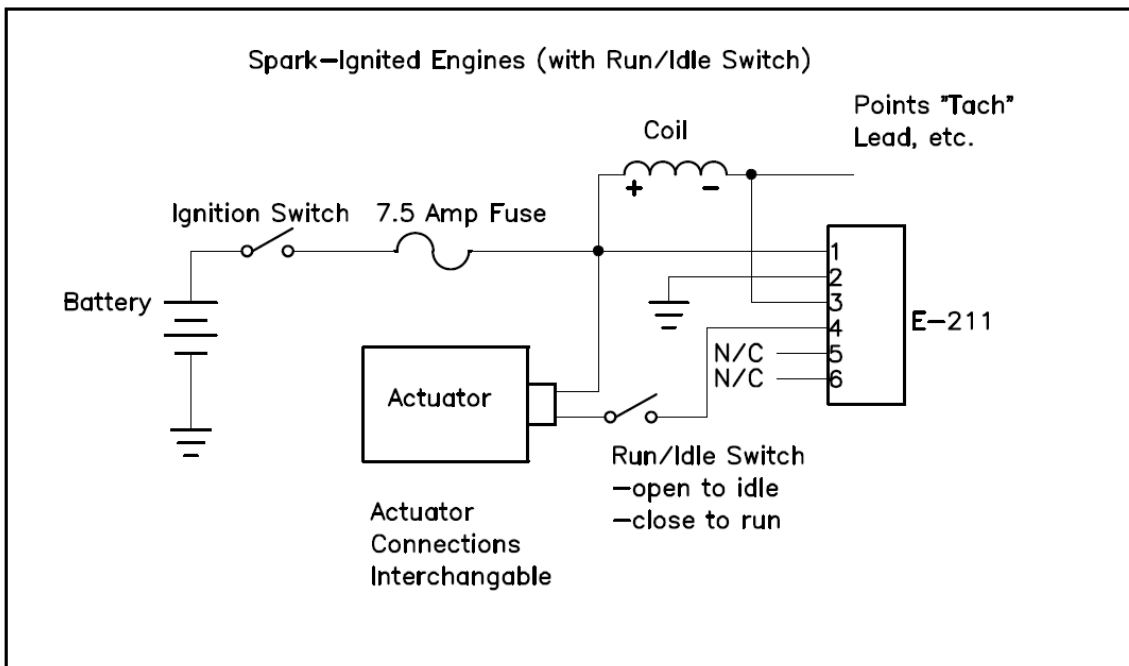 Spark-Ignited Engines (with Run/Idle Switch)
Points "Tach"
Lead, etc.
Coil
+ -
Ignition Switch
7.5 Amp Fuse
1
2
3
4
5
6
E-211
Battery
N/C
N/C
Actuator
Run/Idle Switch
-open to idle
-close to run
Actuator
Connections
Interchangable